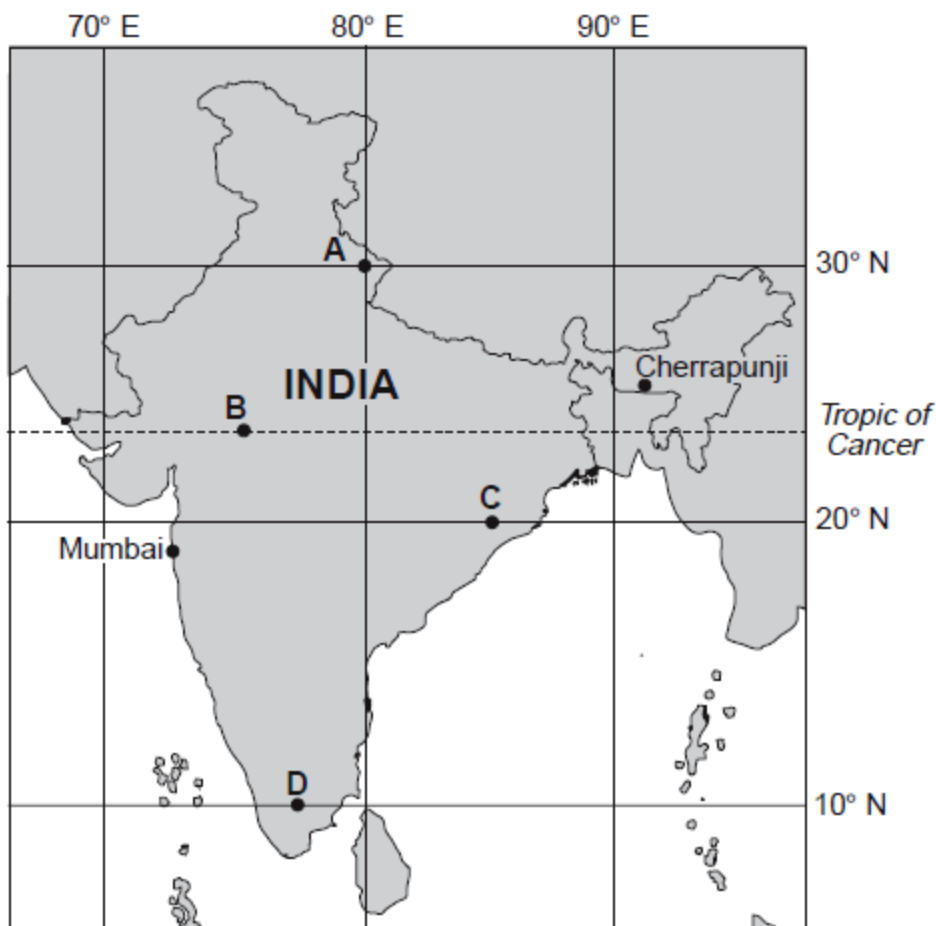 70° E 80° E 90° E
A
30° N
Cherrapunji
INDIA
B
Tropic of
Cancer
C
20° N
Mumbai
D
10° N